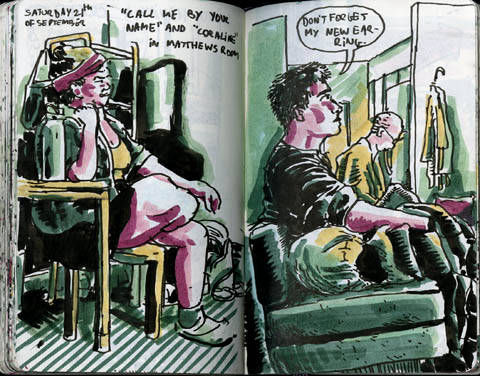 SATURDAY 21TH
OF SEPTEMBER
"CALL ME BY YOUR
NAME!" AND "CORALINE"
IN MATTHEWS ROOM
DON'T FORGET
MY NEW EAR-
RING